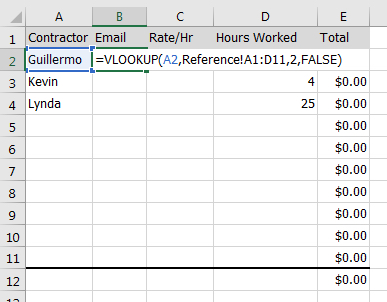 A B C D E
1 Contractor Email Rate/Hr Hours Worked Total
2 Guillermo =VLOOKUP(A2,Reference!A1:D11,2,FALSE)
3 Kevin 4 $0.00
4 Lynda 25 $0.00
5 $0.00
6 $0.00
7 $0.00
8 $0.00
9 $0.00
10 $0.00
11 $0.00
12 $0.00